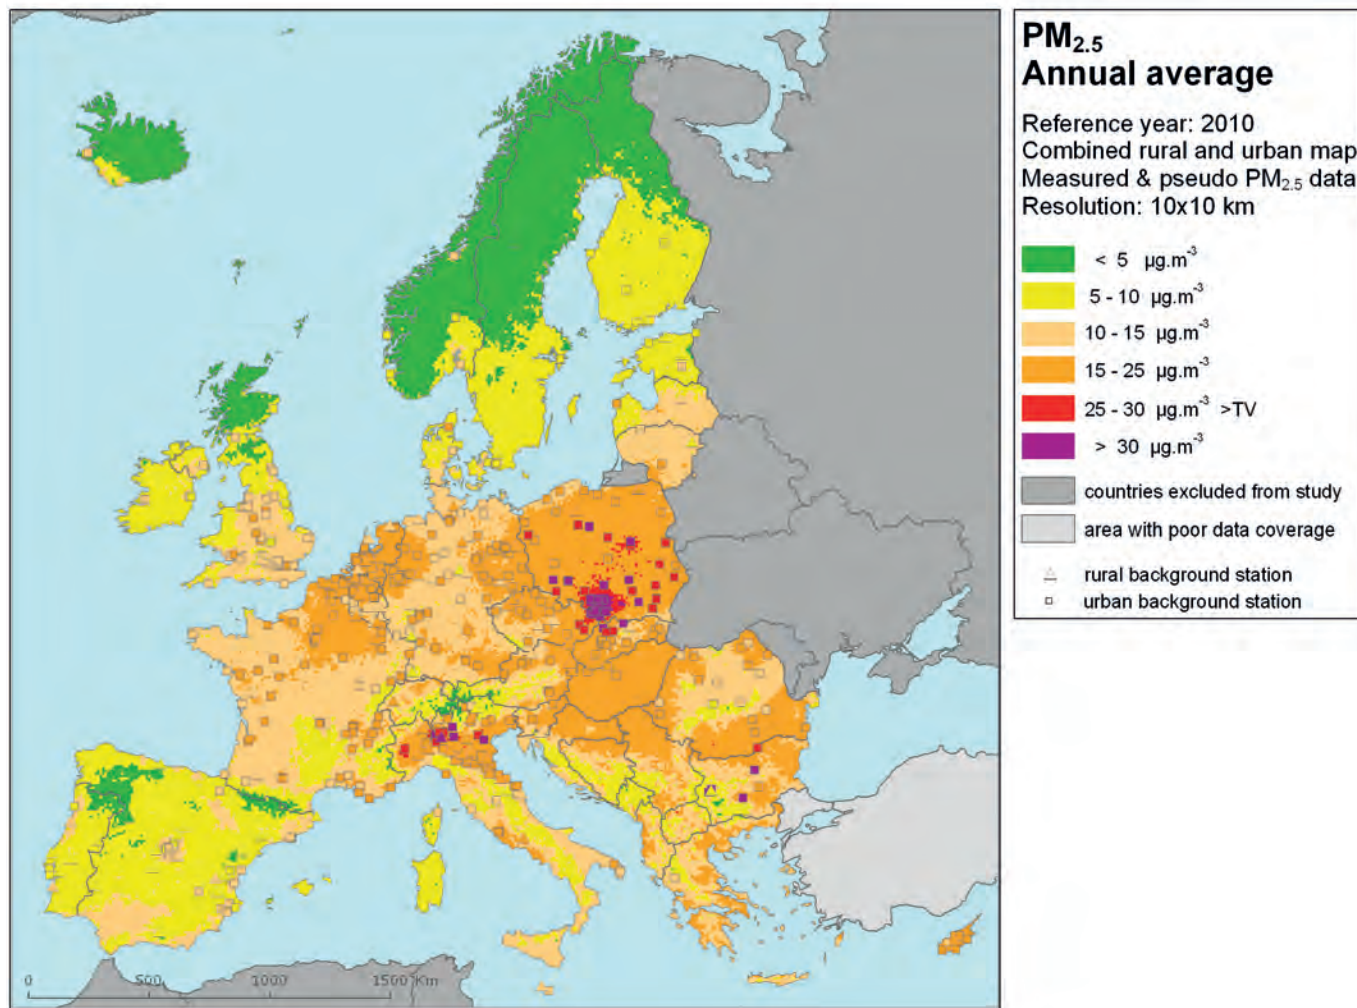 PM2.5
Annual average
Reference year: 2010
Combined rural and urban map
Measured & pseudo PM2.5 data
Resolution: 10x10 km
< 5 µg.m-3
5 - 10 µg.m-3
10 - 15 µg.m-3
15 - 25 µg.m-3
25 - 30 µg.m-3 >TV
> 30 µg.m-3
countries excluded from study
area with poor data coverage
rural background station
urban background station
0 500 1000 1500 Km